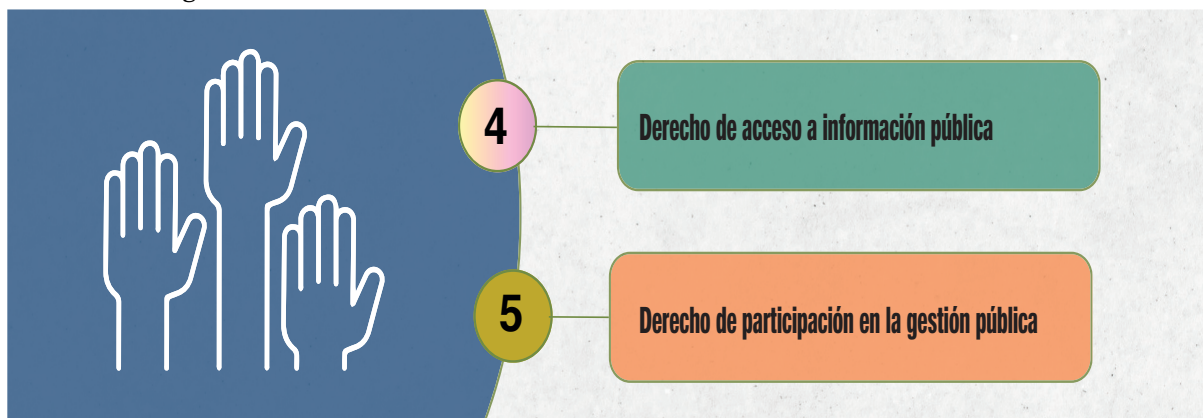 4
Derecho de acceso a información pública
5
Derecho de participación en la gestión pública